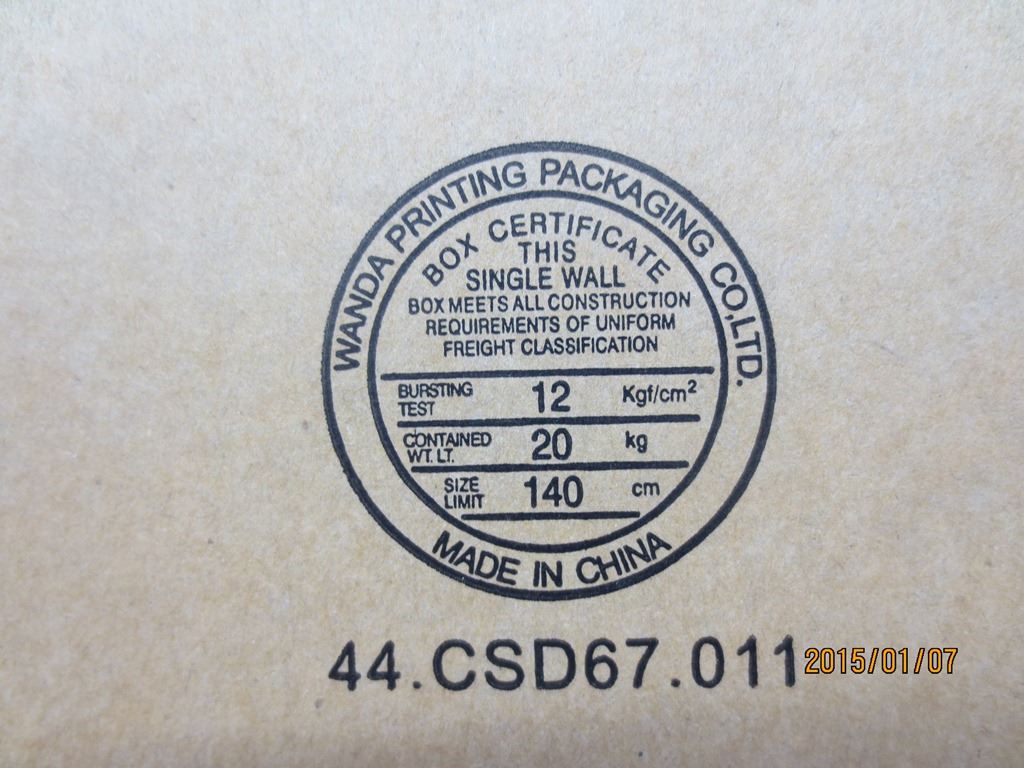 WANDA PRINTING PACKAGING CO.,LTD.
BOX CERTIFICATE
THIS
SINGLE WALL
BOX MEETS ALL CONSTRUCTION
REQUIREMENTS OF UNIFORM
FREIGHT CLASSIFICATION
BURSTING TEST 12 Kgf/cm²
CONTAINED WT. LT. 20 kg
SIZE LIMIT 140 cm
MADE IN CHINA
44.CSD67.011
2015/01/07